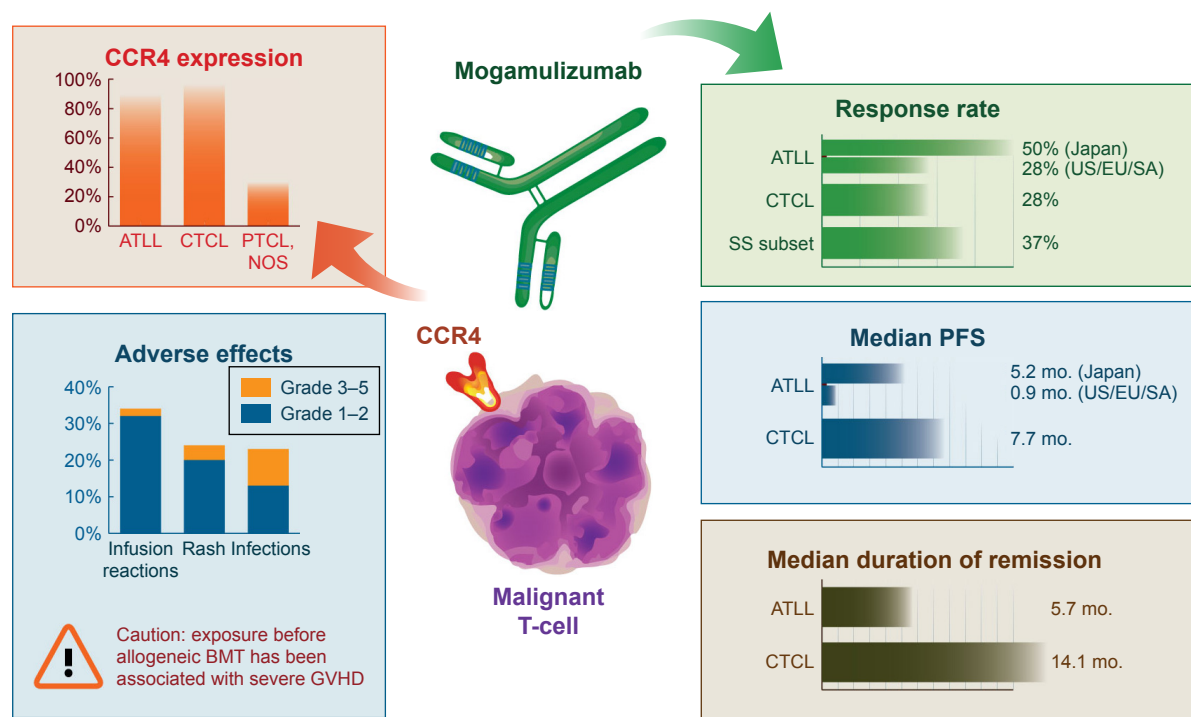 CCR4 expression
100%
80%
60%
40%
20%
0%
ATLL
CTCL
PTCL,
NOS
Mogamulizumab
Response rate
ATLL
50% (Japan)
28% (US/EU/SA)
CTCL
28%
SS subset
37%
Adverse effects
40%
30%
20%
10%
0%
Grade 3–5
Grade 1–2
Infusion
reactions
Rash
Infections
Caution: exposure before
allogeneic BMT has been
associated with severe GVHD
CCR4
Malignant
T-cell
Median PFS
ATLL
5.2 mo. (Japan)
0.9 mo. (US/EU/SA)
CTCL
7.7 mo.
Median duration of remission
ATLL
5.7 mo.
CTCL
14.1 mo.